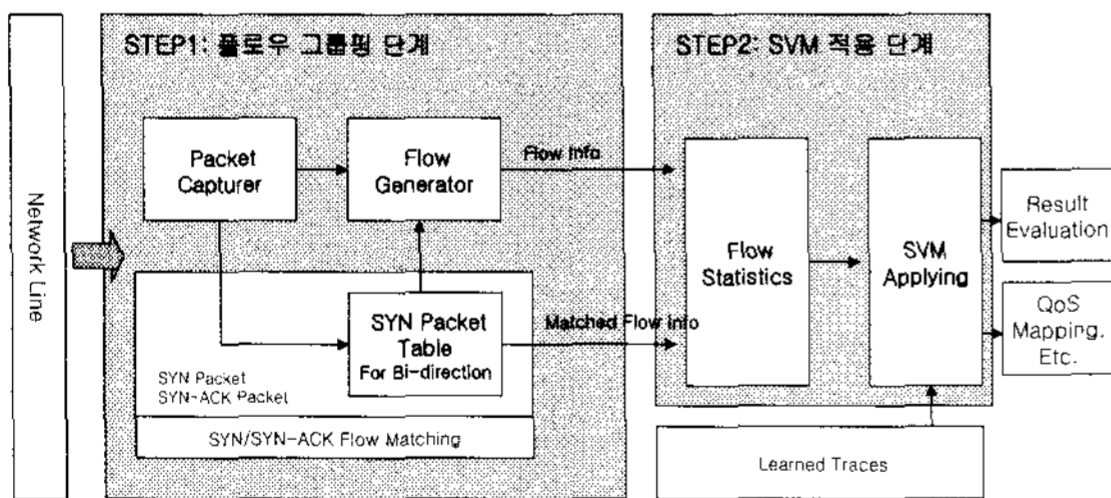 STEP1: 플로우 그룹핑 단계
STEP2: SVM 적용 단계
Network Line
Packet
Capturer
Flow
Generator
Flow Info
SYN Packet
Table
For Bi-direction
Matched Flow Info
SYN Packet
SYN-ACK Packet
SYN/SYN-ACK Flow Matching
Flow
Statistics
SVM
Applying
Result
Evaluation
QoS
Mapping.
Etc.
Learned Traces